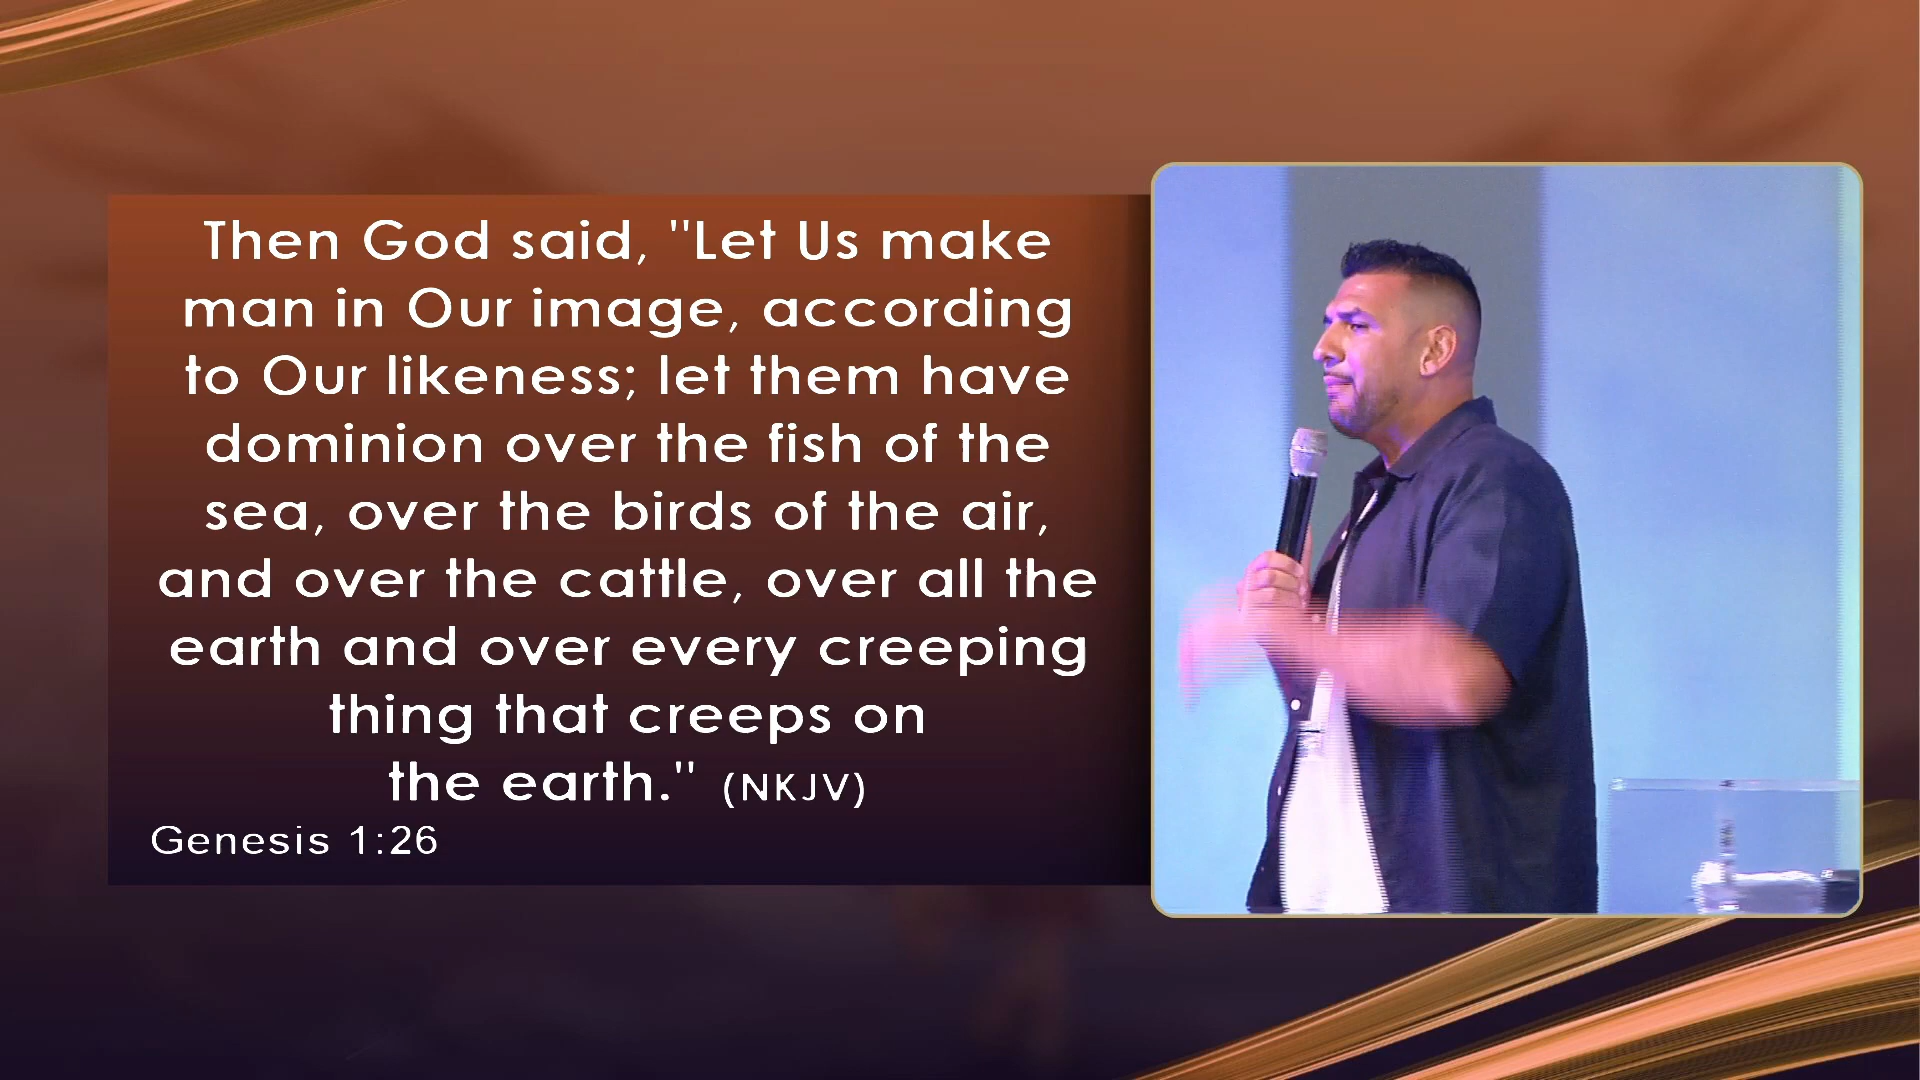 Then God said, "Let Us make
man in Our image, according
to Our likeness; let them have
dominion over the fish of the
sea, over the birds of the air,
and over the cattle, over all the
earth and over every creeping
thing that creeps on
the earth." (NKJV)
Genesis 1:26